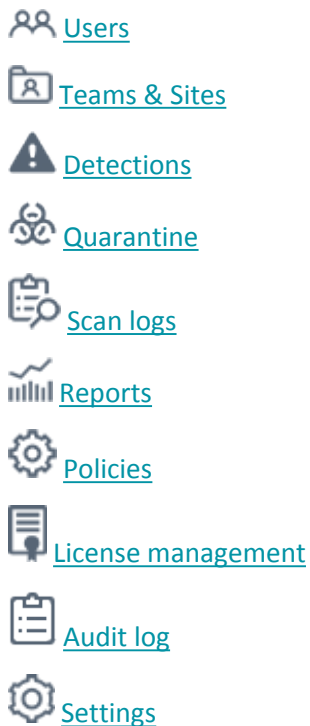 Users
Teams & Sites
Detections
Quarantine
Scan logs
Reports
Policies
License management
Audit log
Settings